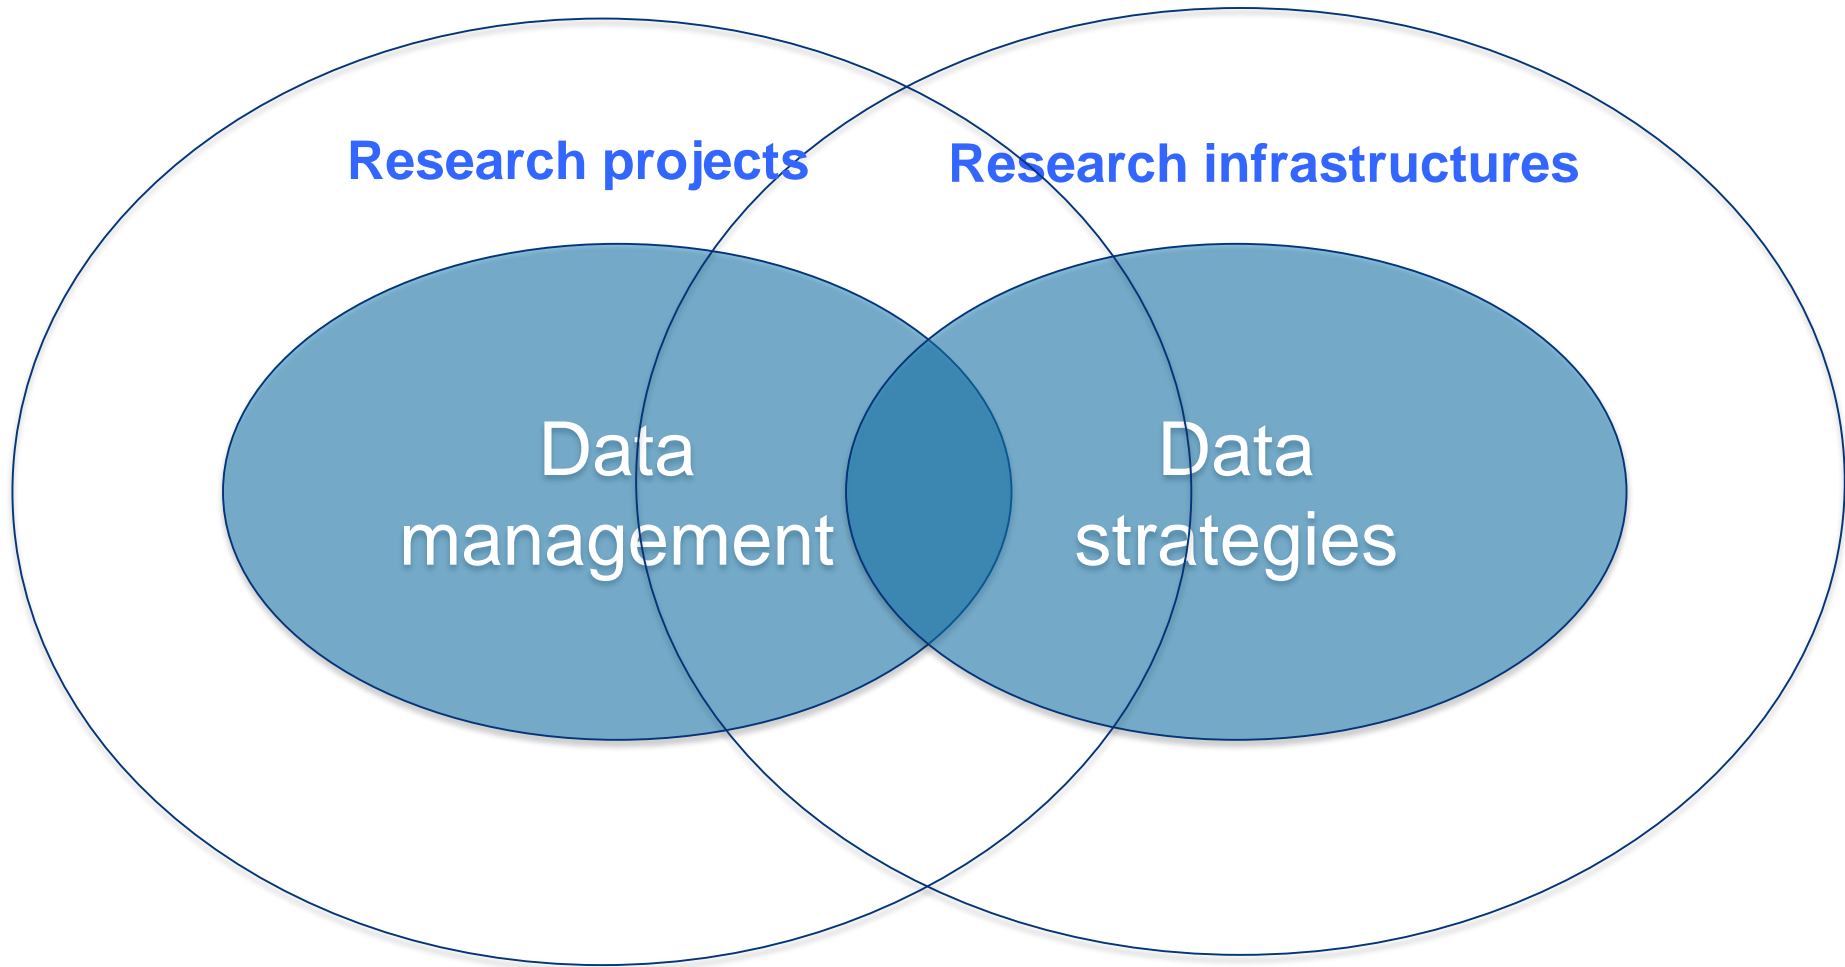 Research projects
Research infrastructures
Data
management
Data
strategies